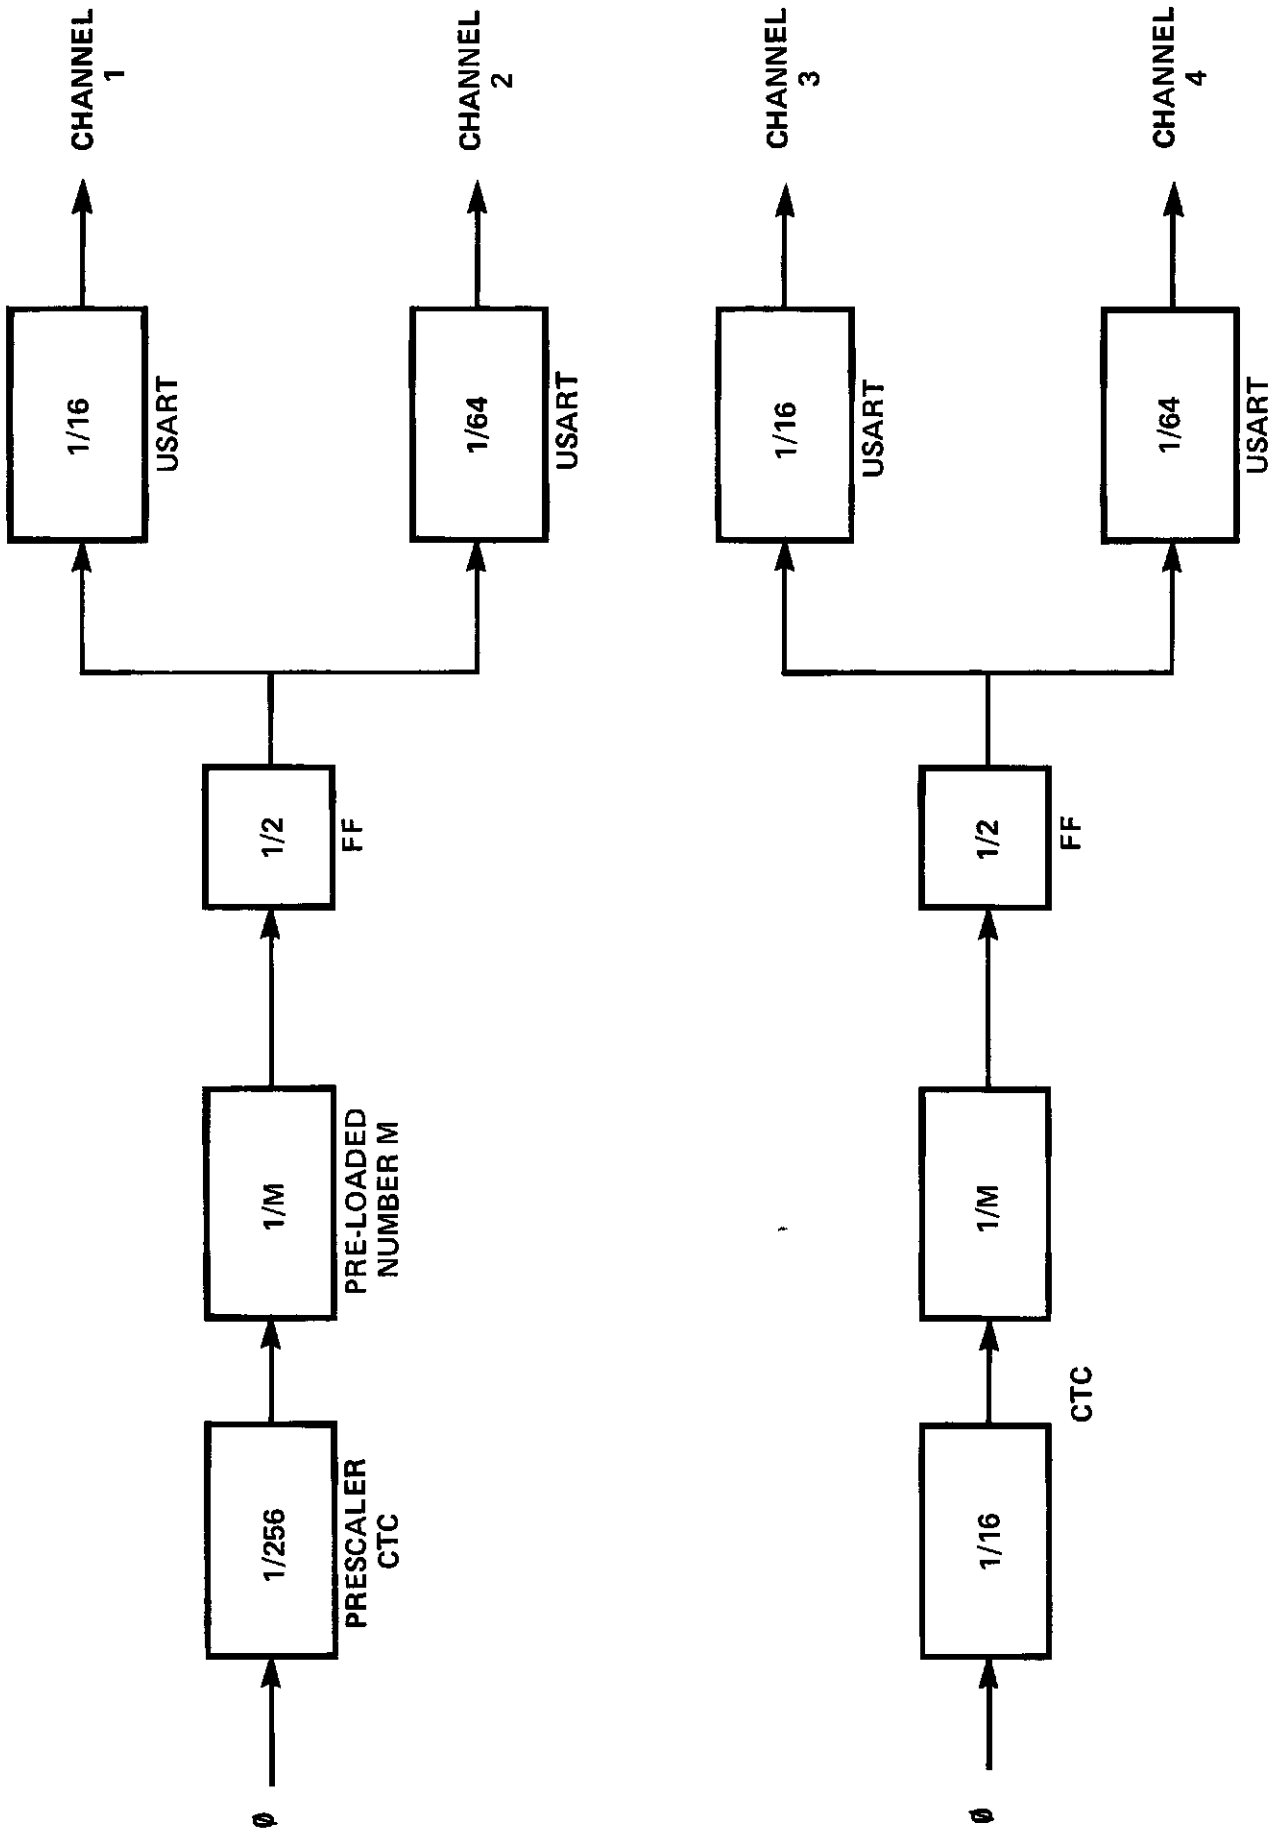 Ø
1/256
PRESCALER
CTC
1/M
PRE-LOADED
NUMBER M
1/2
FF
1/16
USART
CHANNEL
1
1/64
USART
CHANNEL
2
Ø
1/16
CTC
1/M
1/2
FF
1/16
USART
CHANNEL
3
1/64
USART
CHANNEL
4